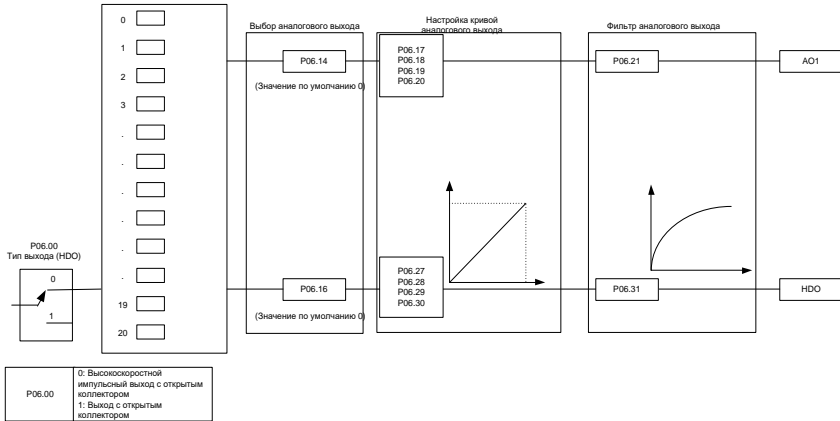 0
1
2
3
.
.
.
.
.
.
19
20
P06.00
Тип выхода (HDO)
0
1
Выбор аналогового выхода
P06.14
(Значение по умолчанию 0)
P06.16
(Значение по умолчанию 0)
Настройка кривой
аналогового выхода
P06.17
P06.18
P06.19
P06.20
P06.27
P06.28
P06.29
P06.30
Фильтр аналогового выхода
P06.21
P06.31
AO1
HDO
P06.00
0: Высокоскоростной
импульсный выход с открытым
коллектором
1: Выход с открытым
коллектором